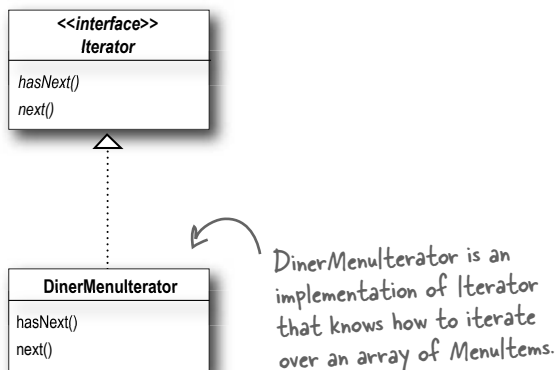 <<interface>>
Iterator
hasNext()
next()
DinerMenuIterator
hasNext()
next()
DinerMenuIterator is an
implementation of Iterator
that knows how to iterate
over an array of MenuItems.